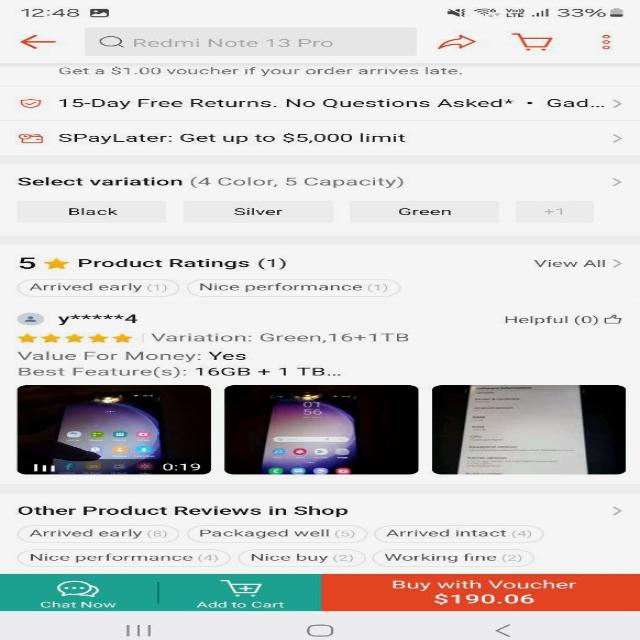 12:48
Vo))
LTE
33%
Redmi Note 13 Pro
Get a $1.00 voucher if your order arrives late.
15-Day Free Returns. No Questions Asked* • Gad... >
SPayLater: Get up to $5,000 limit >
Select variation (4 Color, 5 Capacity) >
Black Silver Green +1
5 Product Ratings (1) View All >
Arrived early (1) Nice performance (1)
y*****4 Helpful (0)
Variation: Green,16+1TB
Value For Money: Yes
Best Feature(s): 16GB + 1 TB...
0:19
01
56
Other Product Reviews in Shop >
Arrived early (8) Packaged well (5) Arrived intact (4)
Nice performance (4) Nice buy (2) Working fine (2)
Chat Now Add to Cart Buy with Voucher
$190.06